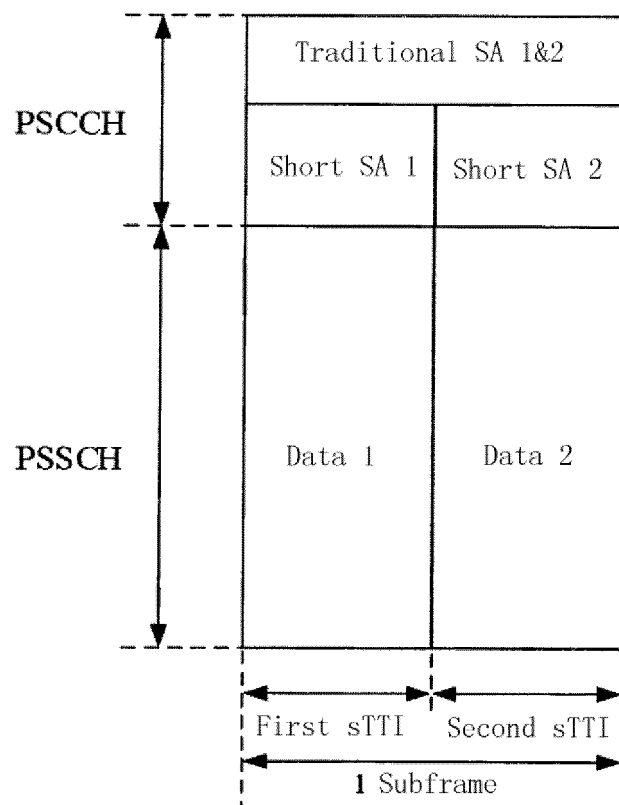 Traditional SA 1&2
PSCCH
Short SA 1
Short SA 2
PSSCH
Data 1
Data 2
First sTTI
Second sTTI
1 Subframe